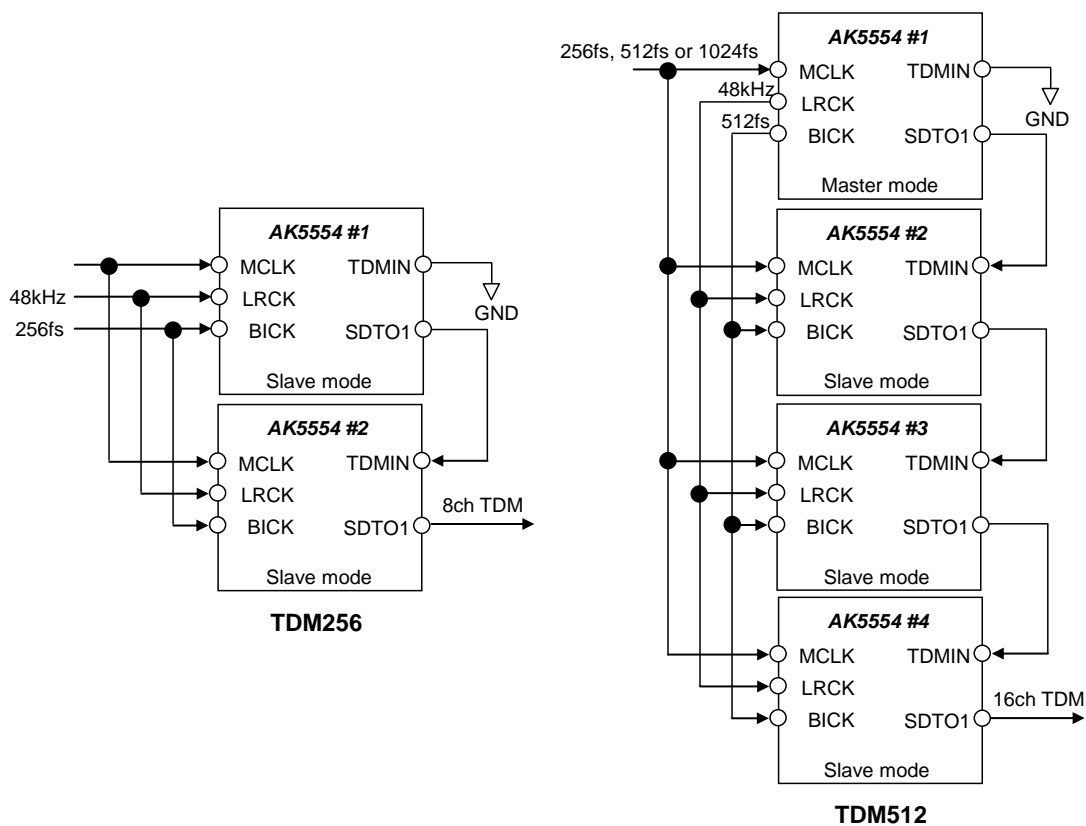 48kHz
256fs
AK5554 #1
MCLK TDMIN
LRCK
GND
BICK SDTO1
Slave mode
AK5554 #2
MCLK TDMIN
LRCK
8ch TDM
BICK SDTO1
Slave mode
TDM256
256fs, 512fs or 1024fs
48kHz
512fs
AK5554 #1
MCLK TDMIN
LRCK
GND
BICK SDTO1
Master mode
AK5554 #2
MCLK TDMIN
LRCK
BICK SDTO1
Slave mode
AK5554 #3
MCLK TDMIN
LRCK
BICK SDTO1
Slave mode
AK5554 #4
MCLK TDMIN
LRCK
16ch TDM
BICK SDTO1
Slave mode
TDM512